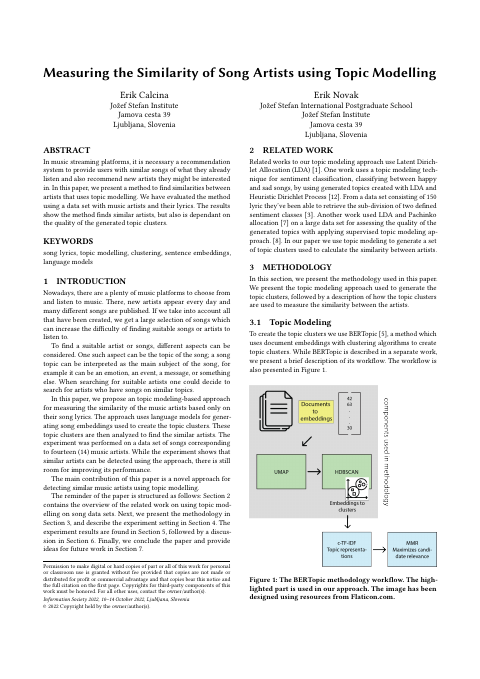 Measuring the Similarity of Song Artists using Topic Modelling
Erik Calcina
Jožef Stefan Institute
Jamova cesta 39
Ljubljana, Slovenia
Erik Novak
Jožef Stefan International Postgraduate School
Jožef Stefan Institute
Jamova cesta 39
Ljubljana, Slovenia
ABSTRACT
In music streaming platforms, it is necessary a recommendation
system to provide users with similar songs of what they already
listen and also recommend new artists they might be interested
in. In this paper, we present a method to find similarities between
artists that uses topic modelling. We have evaluated the method
using a data set with music artists and their lyrics. The results
show the method finds similar artists, but also is dependant on
the quality of the generated topic clusters.
KEYWORDS
song lyrics, topic modelling, clustering, sentence embeddings,
language models
1 INTRODUCTION
Nowadays, there are a plenty of music platforms to choose from
and listen to music. There, new artists appear every day and
many different songs are published. If we take into account all
that have been created, we get a large selection of songs which
can increase the difficulty of finding suitable songs or artists to
listen to.
To find a suitable artist or songs, different aspects can be
considered. One such aspect can be the topic of the song; a song
topic can be interpreted as the main subject of the song, for
example it can be an emotion, an event, a message, or something
else. When searching for suitable artists one could decide to
search for artists who have songs on similar topics.
In this paper, we propose an topic modeling-based approach
for measuring the similarity of the music artists based only on
their song lyrics. The approach uses language models for gener-
ating song embeddings used to create the topic clusters. These
topic clusters are then analyzed to find the similar artists. The
experiment was performed on a data set of songs corresponding
to fourteen (14) music artists. While the experiment shows that
similar artists can be detected using the approach, there is still
room for improving its performance.
The main contribution of this paper is a novel approach for
detecting similar music artists using topic modelling.
The reminder of the paper is structured as follows: Section 2
contains the overview of the related work on using topic mod-
elling on song data sets. Next, we present the methodology in
Section 3, and describe the experiment setting in Section 4. The
experiment results are found in Section 5, followed by a discus-
sion in Section 6. Finally, we conclude the paper and provide
ideas for future work in Section 7.
Permission to make digital or hard copies of part or all of this work for personal
or classroom use is granted without fee provided that copies are not made or
distributed for profit or commercial advantage and that copies bear this notice and
the full citation on the first page. Copyrights for third-party components of this
work must be honored. For all other uses, contact the owner/author(s).
Information Society 2022, 10–14 October 2022, Ljubljana, Slovenia
© 2022 Copyright held by the owner/author(s).
2 RELATED WORK
Related works to our topic modeling approach use Latent Dirich-
let Allocation (LDA) [1]. One work uses a topic modeling tech-
nique for sentiment classification, classifying between happy
and sad songs, by using generated topics created with LDA and
Heuristic Dirichlet Process [12]. From a data set consisting of 150
lyric they've been able to retrieve the sub-division of two defined
sentiment classes [3]. Another work used LDA and Pachinko
allocation [7] on a large data set for assessing the quality of the
generated topics with applying supervised topic modeling ap-
proach. [8]. In our paper we use topic modeling to generate a set
of topic clusters used to calculate the similarity between artists.
3 METHODOLOGY
In this section, we present the methodology used in this paper.
We present the topic modeling approach used to generate the
topic clusters, followed by a description of how the topic clusters
are used to measure the similarity between the artists.
3.1 Topic Modeling
To create the topic clusters we use BERTopic [5], a method which
uses document embeddings with clustering algorithms to create
topic clusters. While BERTopic is described in a separate work,
we present a brief description of its workflow. The workflow is
also presented in Figure 1.
Documents
to
embeddings
42
63
.
.
.
30
UMAP
HDBSCAN
Embeddings to
clusters
components used in methodology
c-TF-IDF
Topic representa-
tions
MMR
Maximizes candi-
date relevance
Figure 1: The BERTopic methodology workflow. The high-
lighted part is used in our approach. The image has been
designed using resources from Flaticon.com.